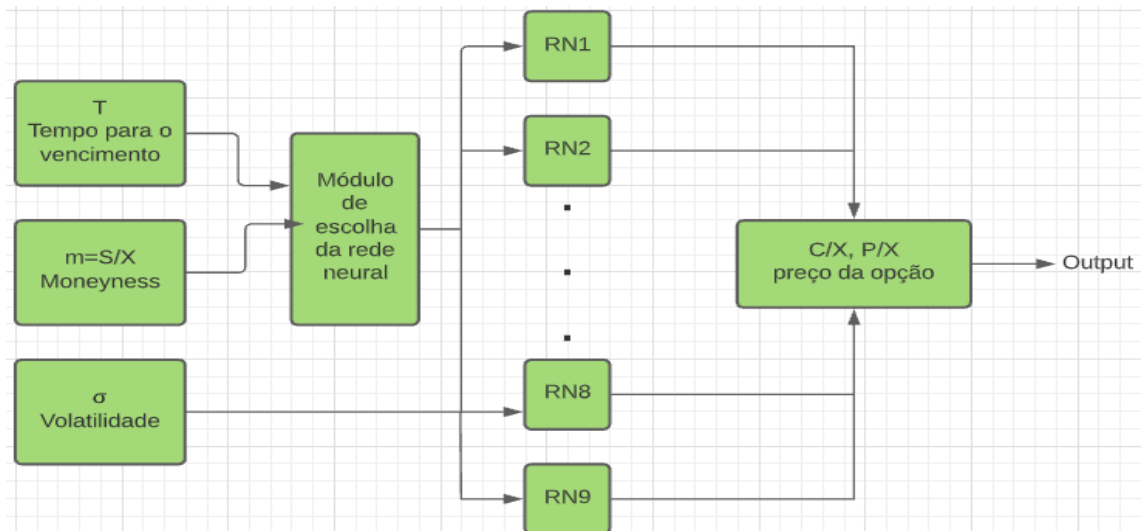 T
Tempo para o
vencimento
m=S/X
Moneyness
σ
Volatilidade
Módulo
de
escolha
da rede
neural
RN1
RN2
RN8
RN9
C/X, P/X
preço da opção
Output